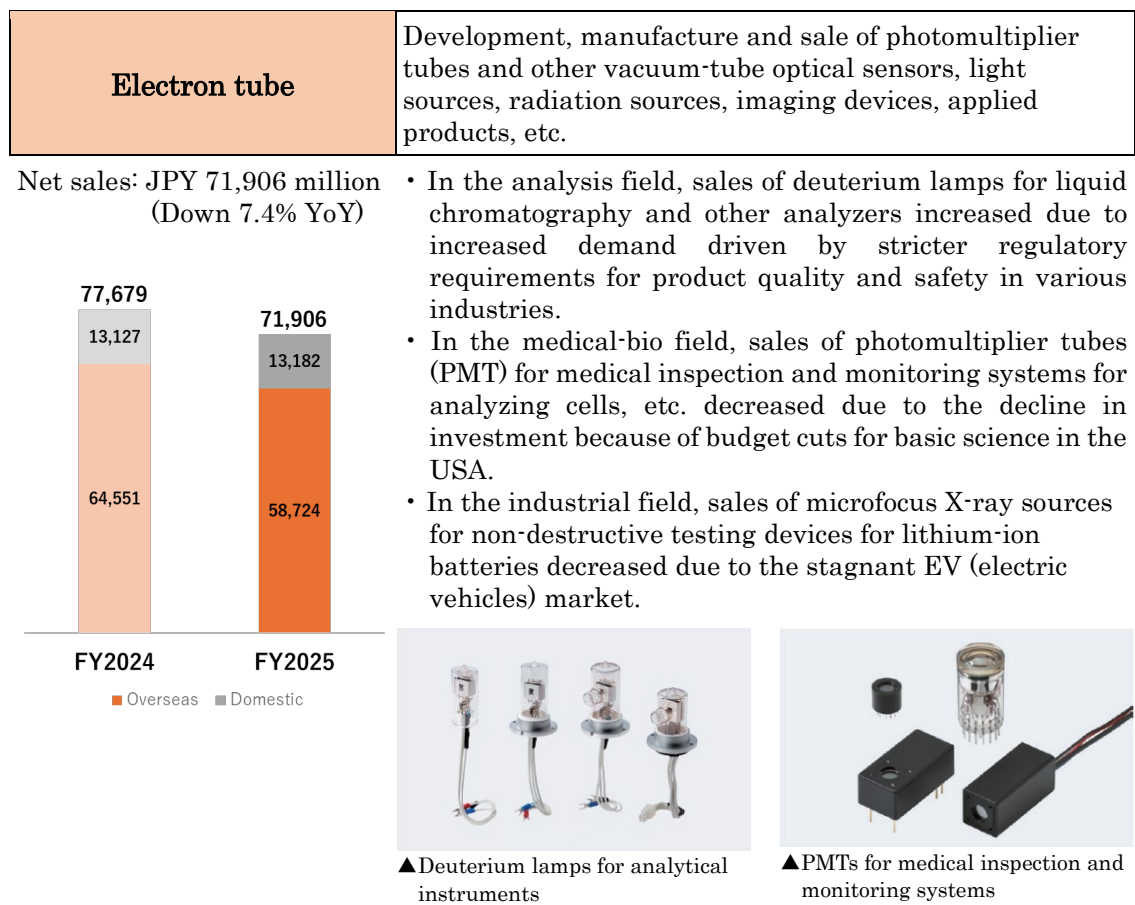 Electron tube
Development, manufacture and sale of photomultiplier
tubes and other vacuum-tube optical sensors, light
sources, radiation sources, imaging devices, applied
products, etc.
Net sales: JPY 71,906 million
(Down 7.4% YoY)
77,679
13,127
64,551
71,906
13,182
58,724
FY2024
FY2025
Overseas
Domestic
・In the analysis field, sales of deuterium lamps for liquid
chromatography and other analyzers increased due to
increased demand driven by stricter regulatory
requirements for product quality and safety in various
industries.
・In the medical-bio field, sales of photomultiplier tubes
(PMT) for medical inspection and monitoring systems for
analyzing cells, etc. decreased due to the decline in
investment because of budget cuts for basic science in the
USA.
・In the industrial field, sales of microfocus X-ray sources
for non-destructive testing devices for lithium-ion
batteries decreased due to the stagnant EV (electric
vehicles) market.
▲Deuterium lamps for analytical
instruments
▲PMTs for medical inspection and
monitoring systems